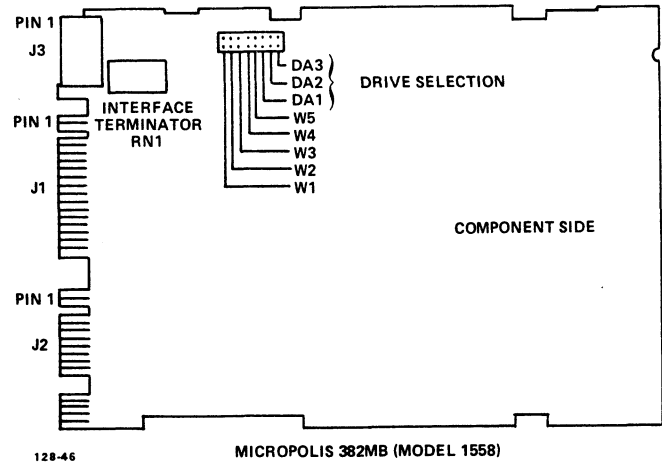 PIN 1
J3
INTERFACE
TERMINATOR
RN1
DA3
DA2
DA1
DRIVE SELECTION
W5
W4
W3
W2
W1
PIN 1
J1
COMPONENT SIDE
PIN 1
J2
128-46
MICROPOLIS 382MB (MODEL 1558)